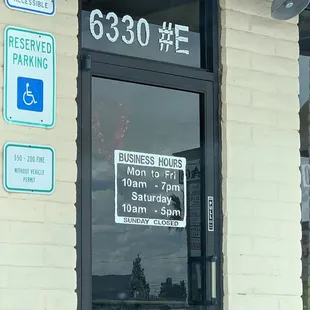 ACCESSIBLE
6330 #E
RESERVED
PARKING
$50 - 200 FINE
WITHOUT VEHICLE
PERMIT
BUSINESS HOURS
Mon to Fri
10am - 7pm
Saturday
10am - 5pm
SUNDAY CLOSED